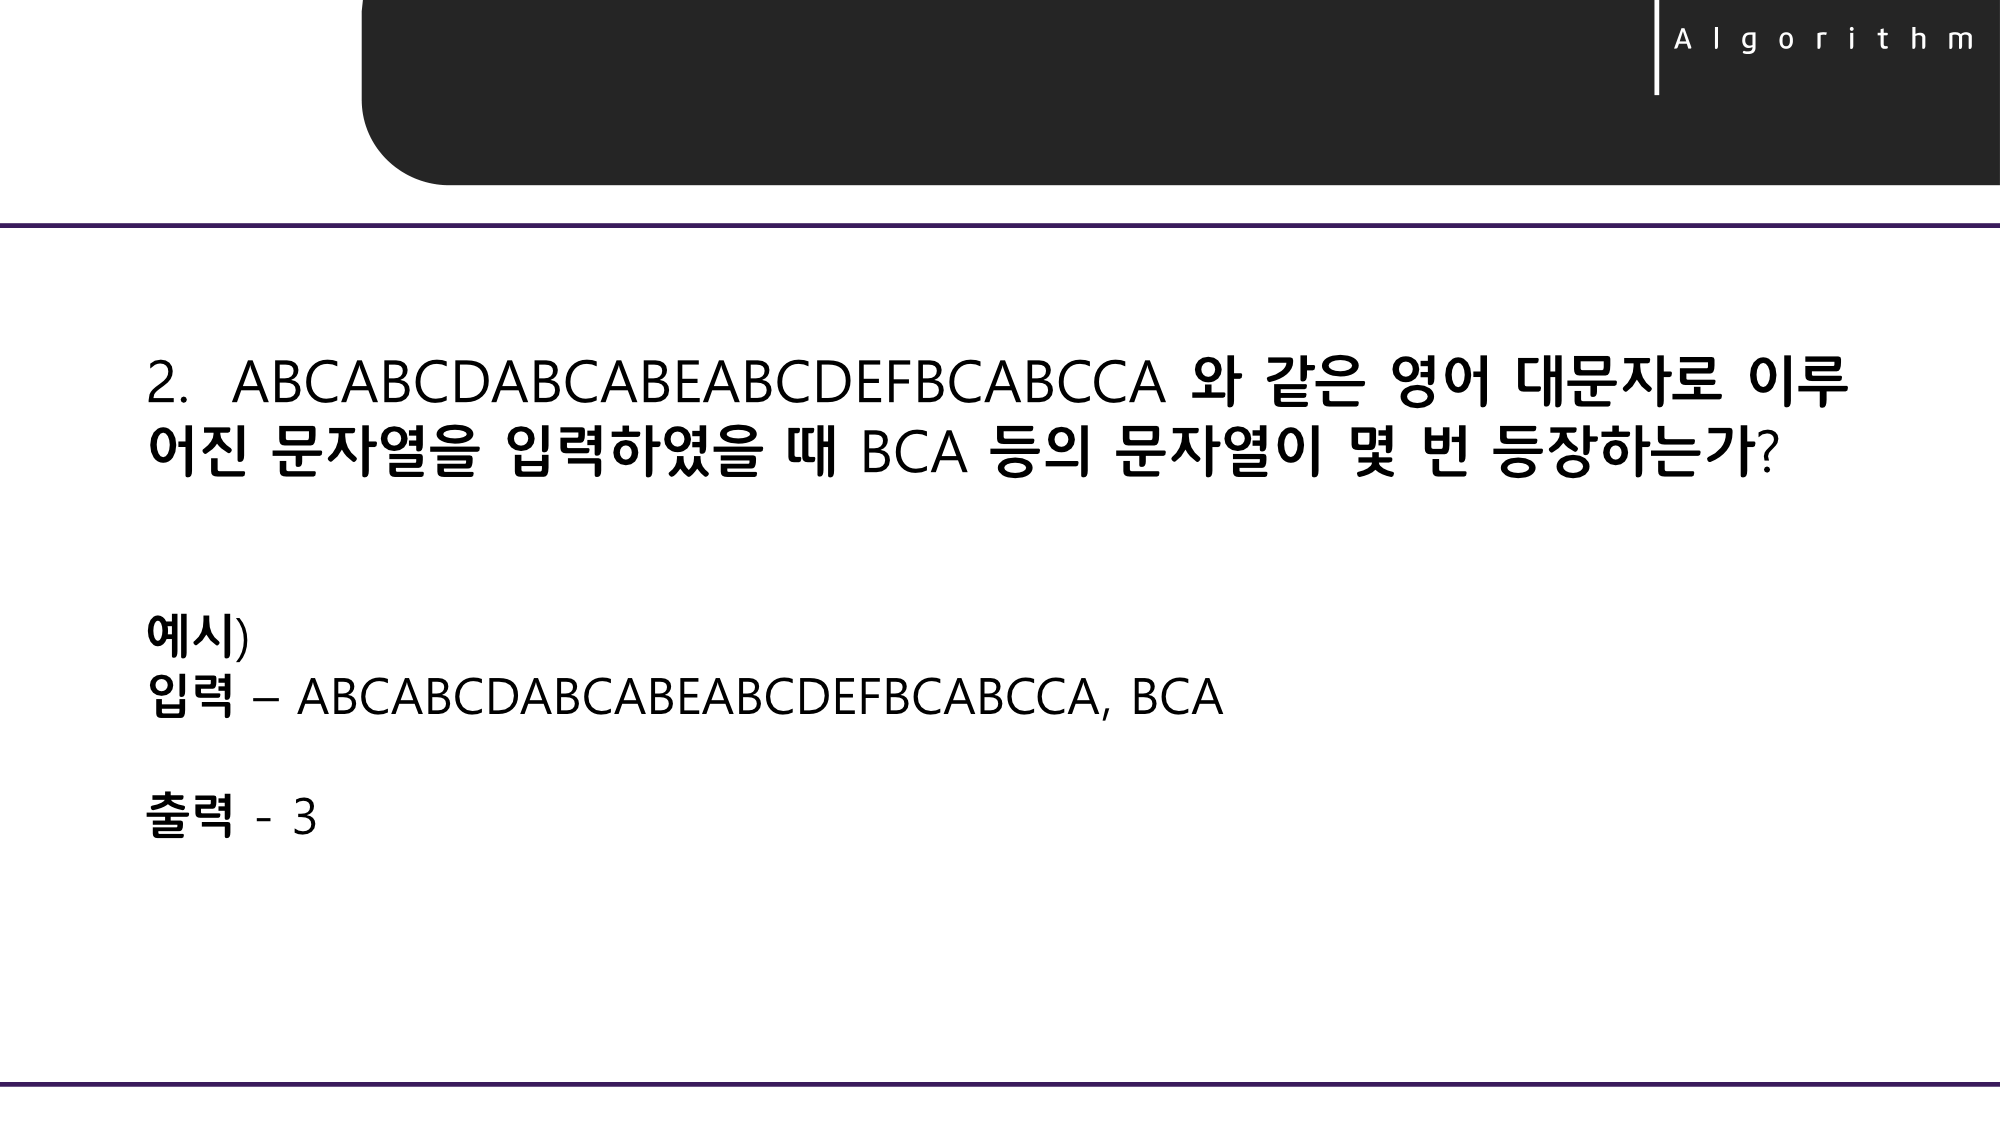 A l g o r i t h m
2. ABCABCDABCABEABCDEFBCABCCA 와 같은 영어 대문자로 이루
어진 문자열을 입력하였을 때 BCA 등의 문자열이 몇 번 등장하는가?
예시)
입력 – ABCABCDABCABEABCDEFBCABCCA, BCA
출력 - 3